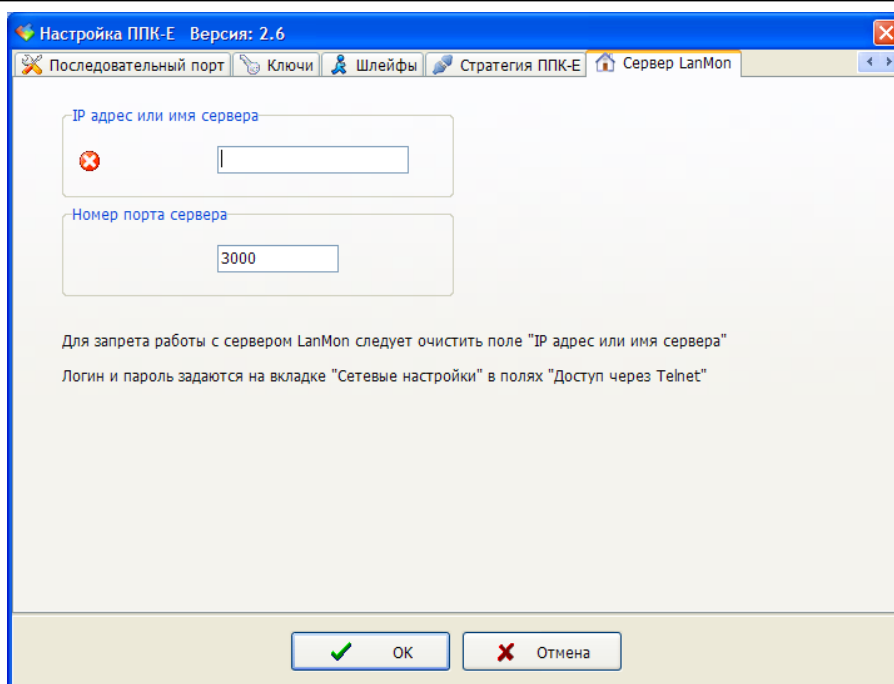 Настройка ППК-Е Версия: 2.6
Последовательный порт Ключи Шлейфы Стратегия ППК-Е Сервер LanMon
IP адрес или имя сервера
Номер порта сервера
3000
Для запрета работы с сервером LanMon следует очистить поле "IP адрес или имя сервера"
Логин и пароль задаются на вкладке "Сетевые настройки" в полях "Доступ через Telnet"
OK Отмена